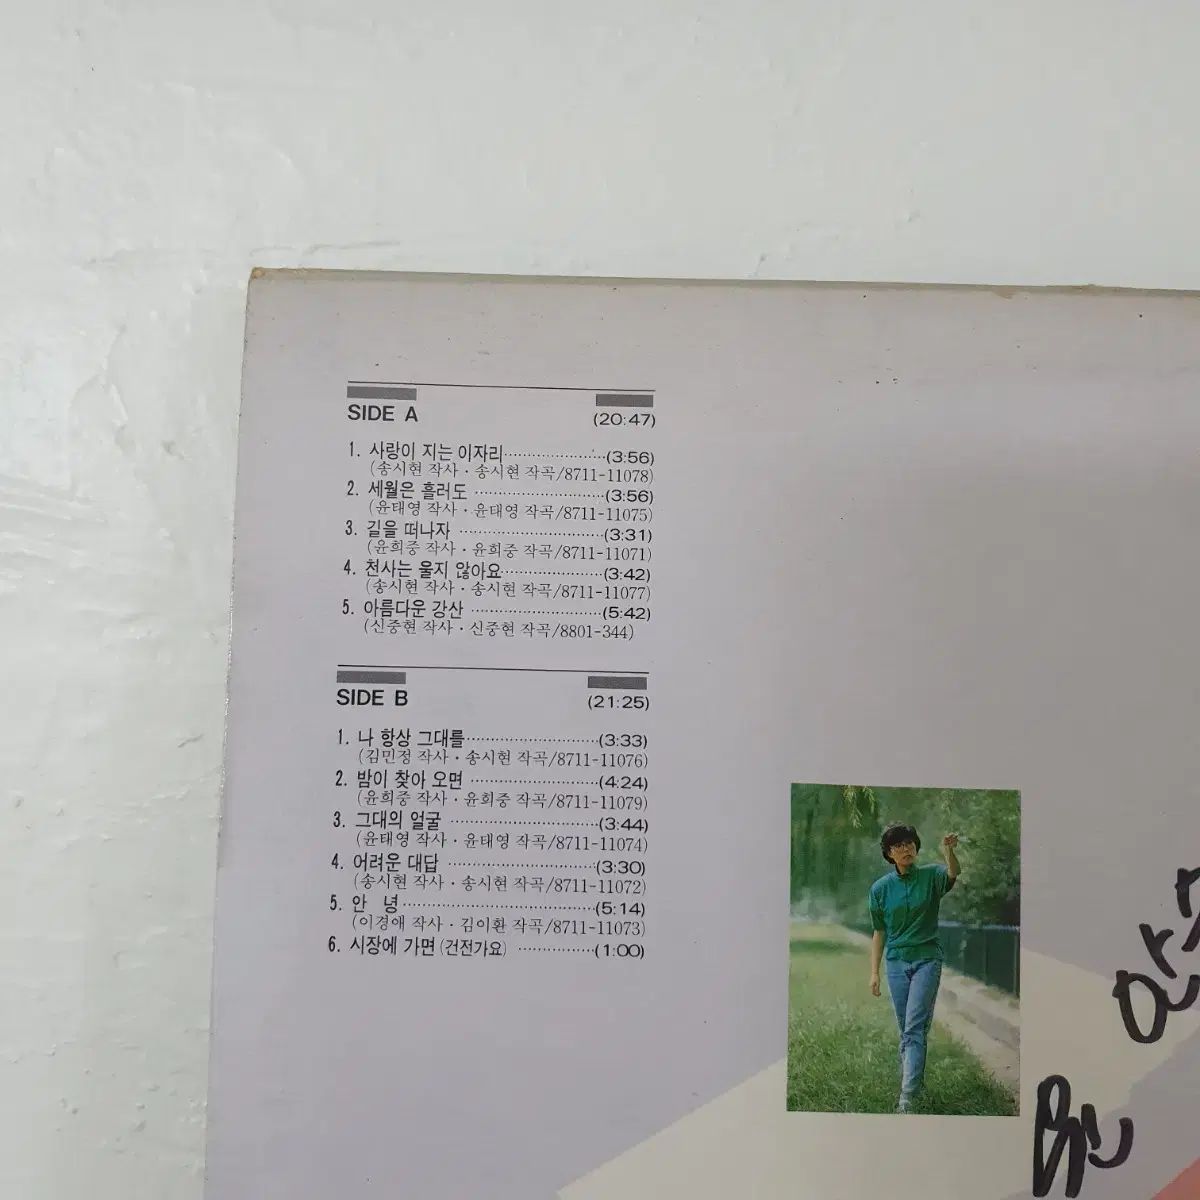 SIDE A (20:47)
1. 사랑이 지는 이자리······················(3:56)
(송시현 작사·송시현 작곡/8711-11078)
2. 세월은 흘러도 ··························(3:56)
(윤태영 작사·윤태영 작곡/8711-11075)
3. 길을 떠나자 ·····························(3:31)
(윤희중 작사·윤희중 작곡/8711-11071)
4. 천사는 울지 않아요·····················(3:42)
(송시현 작사·송시현 작곡/8711-11077)
5. 아름다운 강산 ··························(5:42)
(신중현 작사·신중현 작곡/8801-344)
SIDE B (21:25)
1. 나 항상 그대를··························(3:33)
(김민정 작사·송시현 작곡/8711-11076)
2. 밤이 찾아 오면 ·························(4:24)
(윤희중 작사·윤희중 작곡/8711-11079)
3. 그대의 얼굴 ·····························(3:44)
(윤태영 작사·윤태영 작곡/8711-11074)
4. 어려운 대답 ·····························(3:30)
(송시현 작사·송시현 작곡/8711-11072)
5. 안 녕······································(5:14)
(이경애 작사·김이환 작곡/8711-11073)
6. 시장에 가면(건전가요) ···············(1:00)